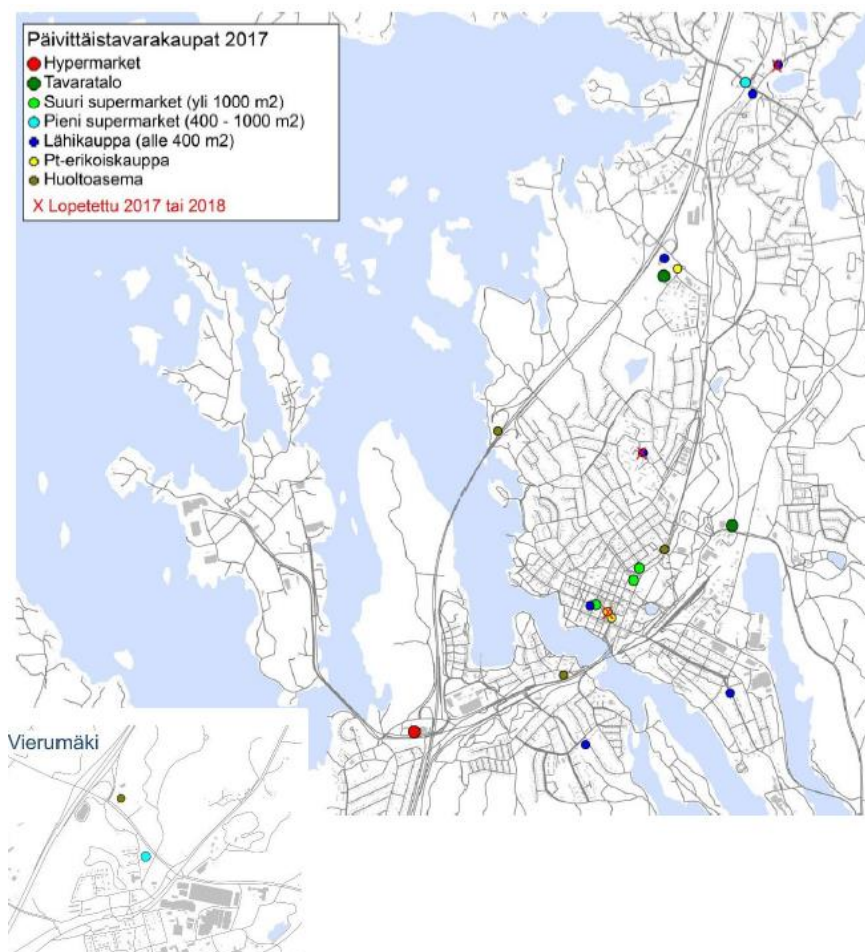 Päivittäistavarakaupat 2017
Hypermarket
Tavaratalo
Suuri supermarket (yli 1000 m2)
Pieni supermarket (400 - 1000 m2)
Lähikauppa (alle 400 m2)
Pt-erikoiskauppa
Huoltoasema
X Lopetettu 2017 tai 2018
Vierumäki